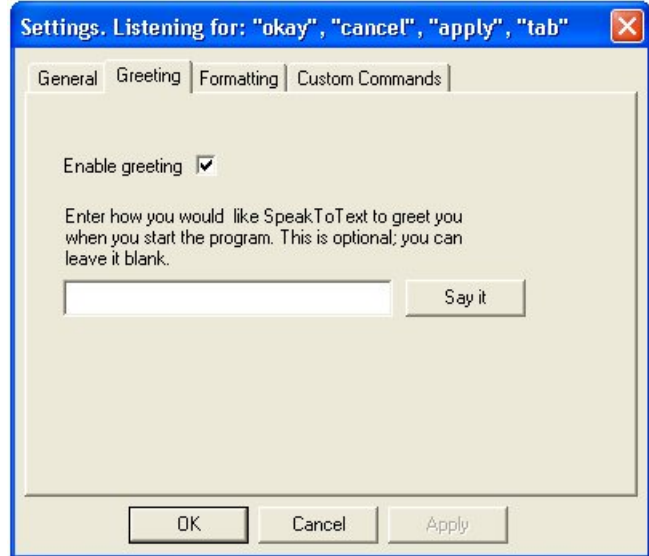 Settings. Listening for: "okay", "cancel", "apply", "tab"
General Greeting Formatting Custom Commands
Enable greeting
Enter how you would like SpeakToText to greet you
when you start the program. This is optional; you can
leave it blank.
Say it
OK Cancel Apply